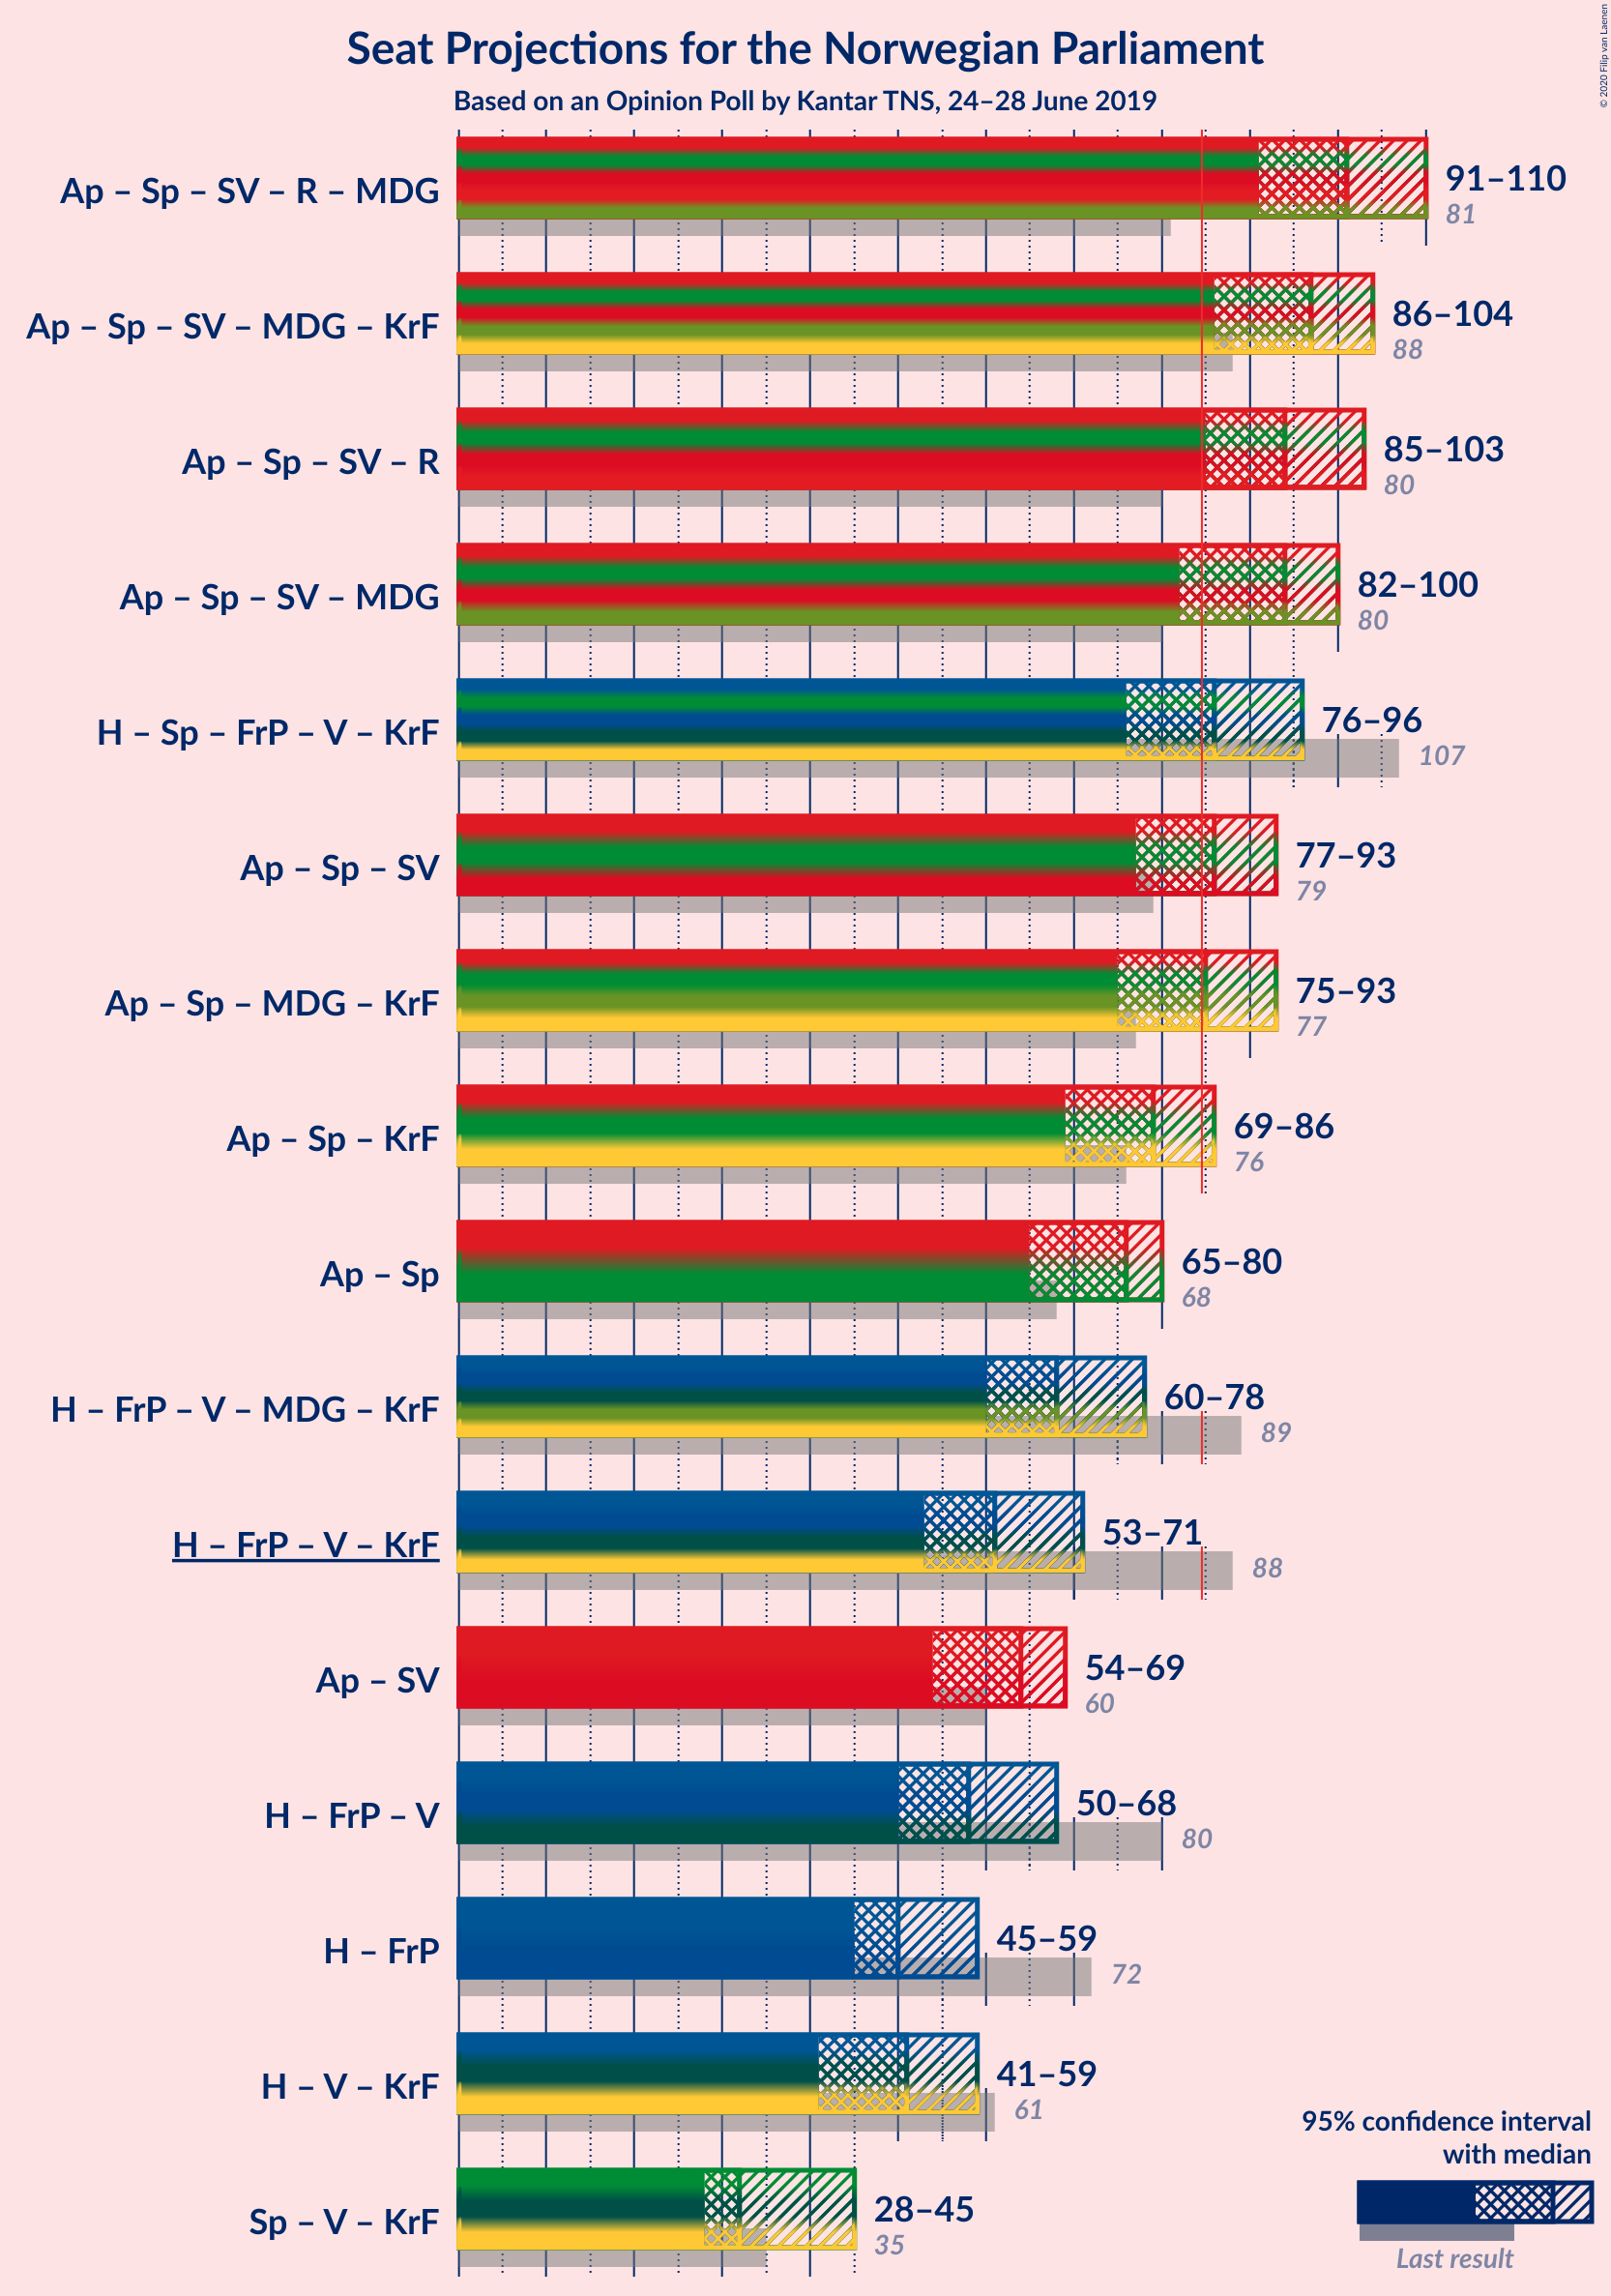 Seat Projections for the Norwegian Parliament
Based on an Opinion Poll by Kantar TNS, 24–28 June 2019
© 2020 Filip van Laenen
Ap – Sp – SV – R – MDG
91–110
81
Ap – Sp – SV – MDG – KrF
86–104
88
Ap – Sp – SV – R
85–103
80
Ap – Sp – SV – MDG
82–100
80
H – Sp – FrP – V – KrF
76–96
107
Ap – Sp – SV
77–93
79
Ap – Sp – MDG – KrF
75–93
77
Ap – Sp – KrF
69–86
76
Ap – Sp
65–80
68
H – FrP – V – MDG – KrF
60–78
89
H – FrP – V – KrF
53–71
88
Ap – SV
54–69
60
H – FrP – V
50–68
80
H – FrP
45–59
72
H – V – KrF
41–59
61
Sp – V – KrF
28–45
35
95% confidence interval
with median
Last result